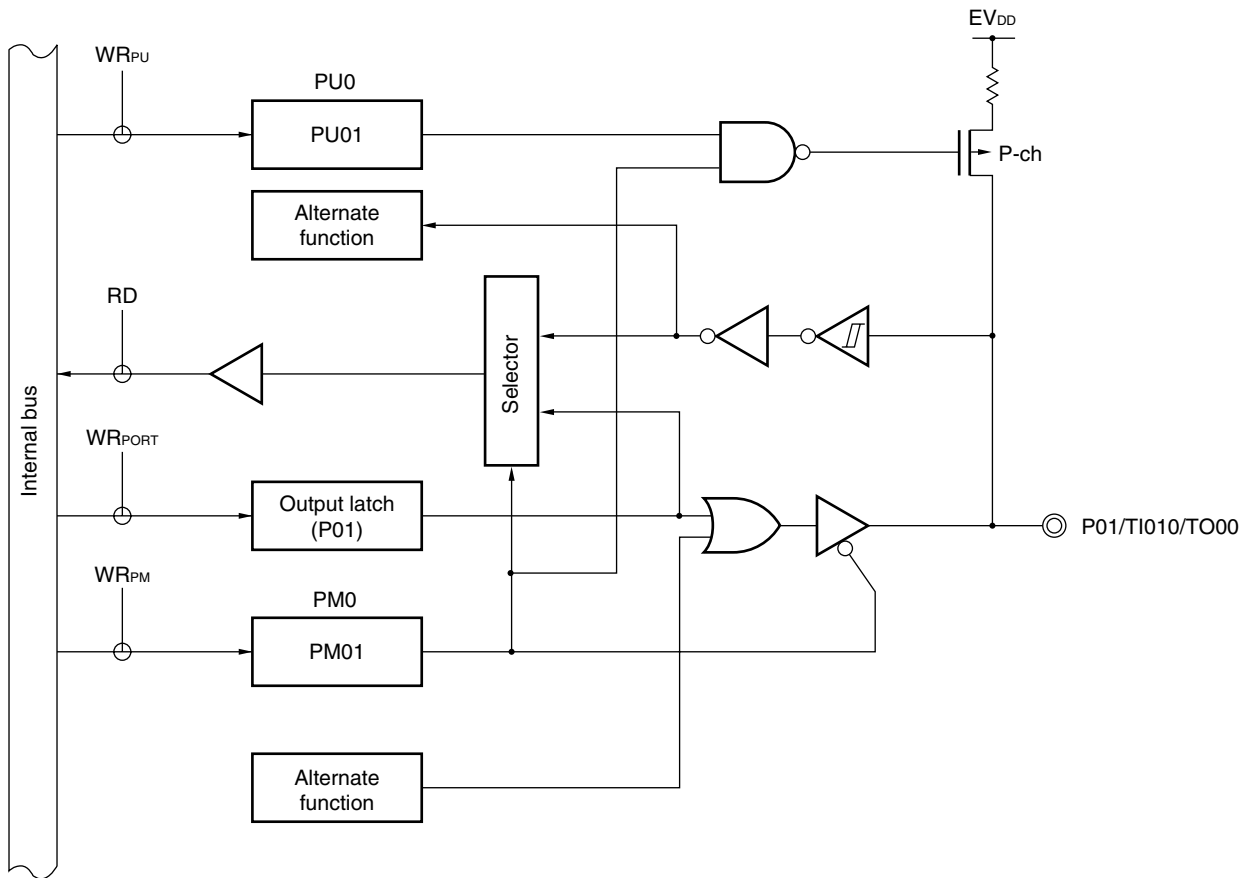 EVDD
WRPU
PU0
PU01
P-ch
Alternate
function
RD
Selector
Internal bus
WRPORT
Output latch
(P01)
P01/TI010/TO00
WRPM
PM0
PM01
Alternate
function